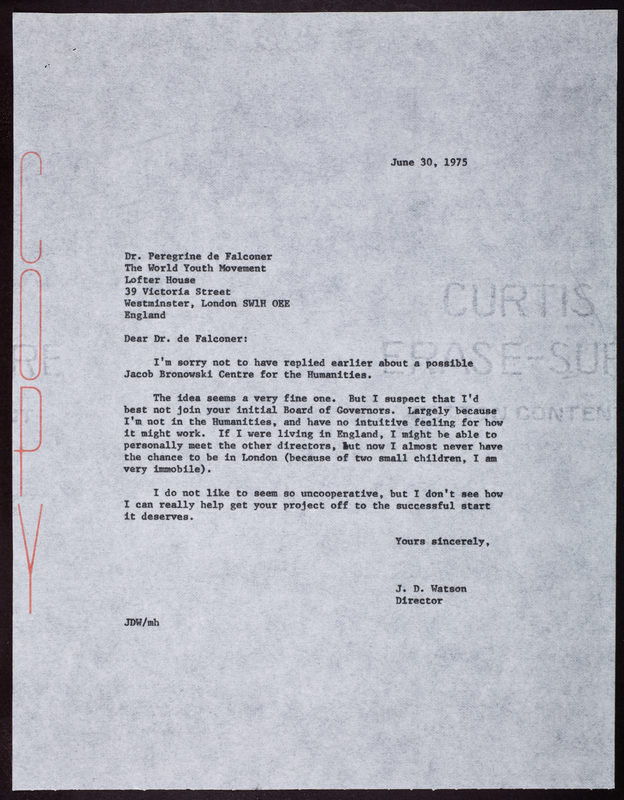 June 30, 1975
Dr. Peregrine de Falconer
The World Youth Movement
Lofter House
39 Victoria Street
Westminster, London SW1H OEE
England
Dear Dr. de Falconer:
I'm sorry not to have replied earlier about a possible
Jacob Bronowski Centre for the Humanities.
The idea seems a very fine one. But I suspect that I'd
best not join your initial Board of Governors. Largely because
I'm not in the Humanities, and have no intuitive feeling for how
it might work. If I were living in England, I might be able to
personally meet the other directors, but now I almost never have
the chance to be in London (because of two small children, I am
very immobile).
I do not like to seem so uncooperative, but I don't see how
I can really help get your project off to the successful start
it deserves.
Yours sincerely,
J. D. Watson
Director
JDW/mh
COPY
CURTIS
ERASE-SUR
CONTEN
RE